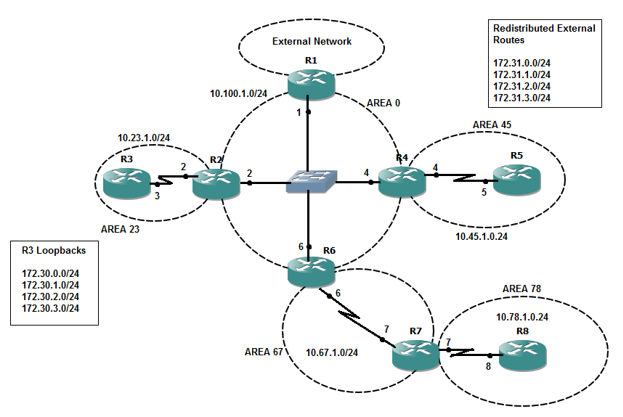 External Network
R1
Redistributed External
Routes
172.31.0.0/24
172.31.1.0/24
172.31.2.0/24
172.31.3.0/24
10.100.1.0/24
1
AREA 0
AREA 45
10.23.1.0/24
R3
2
3
R2
2
4
R4
4
5
R5
AREA 23
10.45.1.0.24
R3 Loopbacks
172.30.0.0/24
172.30.1.0/24
172.30.2.0/24
172.30.3.0/24
6
R6
6
AREA 78
10.78.1.0.24
7
R7
7
R8
8
AREA 67
10.67.1.0/24